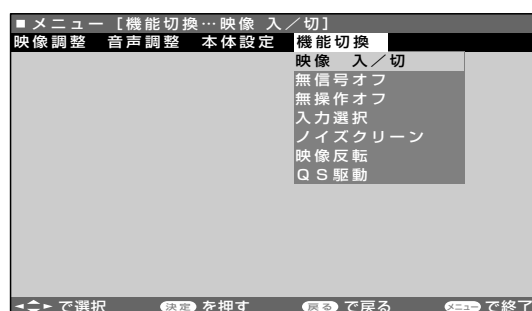 ■メニュー [機能切換…映像 入/切]
映像調整 音声調整 本体設定 機能切換
映像 入/切
無信号オフ
無操作オフ
入力選択
ノイズクリーン
映像反転
QS駆動
で選択 決定 を押す 戻る で戻る メニュー で終了